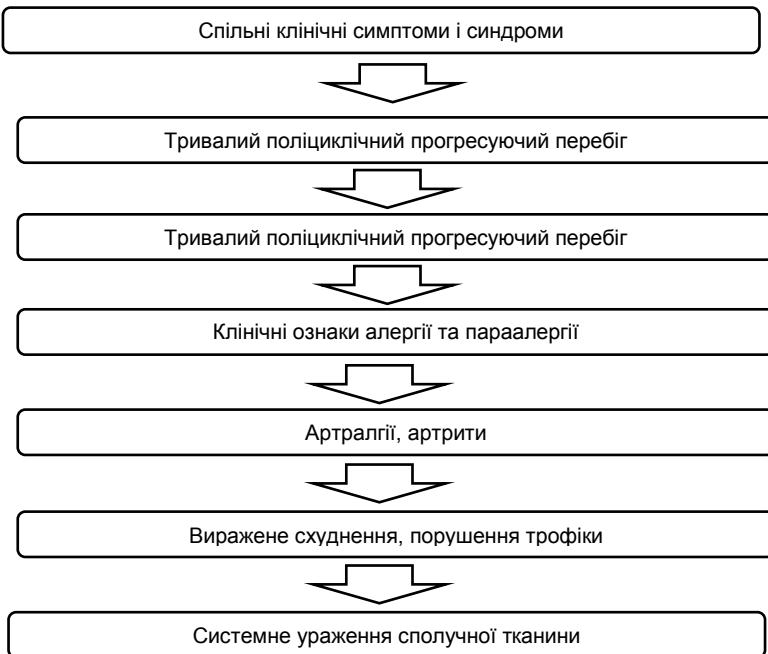 Спільні клінічні симптоми і синдроми
Тривалий поліциклічний прогресуючий перебіг
Тривалий поліциклічний прогресуючий перебіг
Клінічні ознаки алергії та параалергії
Артралгії, артрити
Виражене схуднення, порушення трофіки
Системне ураження сполучної тканини